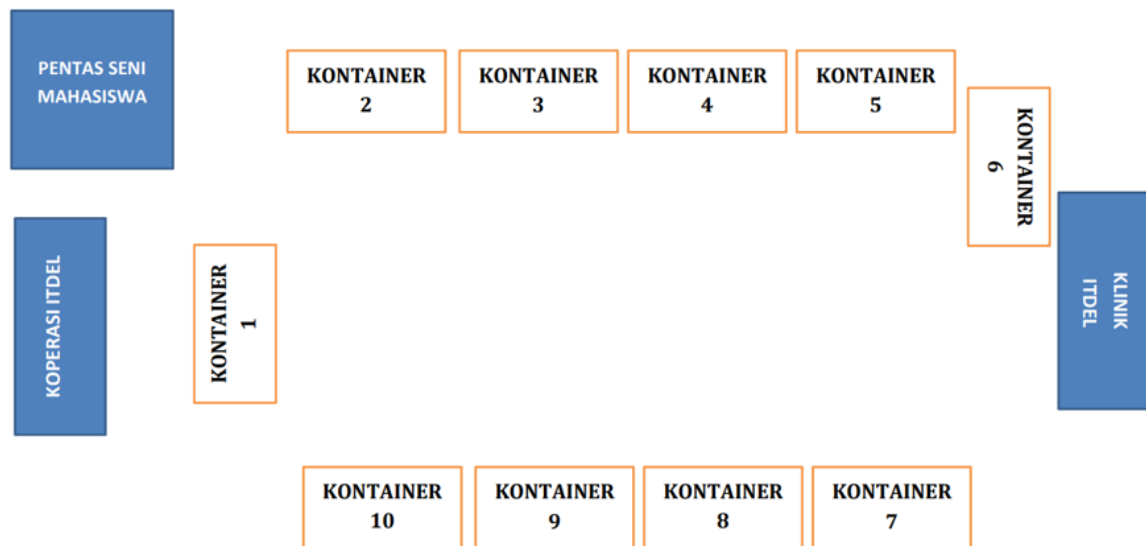 PENTAS SENI
MAHASISWA
KONTAINER
2
KONTAINER
3
KONTAINER
4
KONTAINER
5
KONTAINER
6
KOPERASI ITDEL
KONTAINER
1
KLINIK
ITDEL
KONTAINER
10
KONTAINER
9
KONTAINER
8
KONTAINER
7